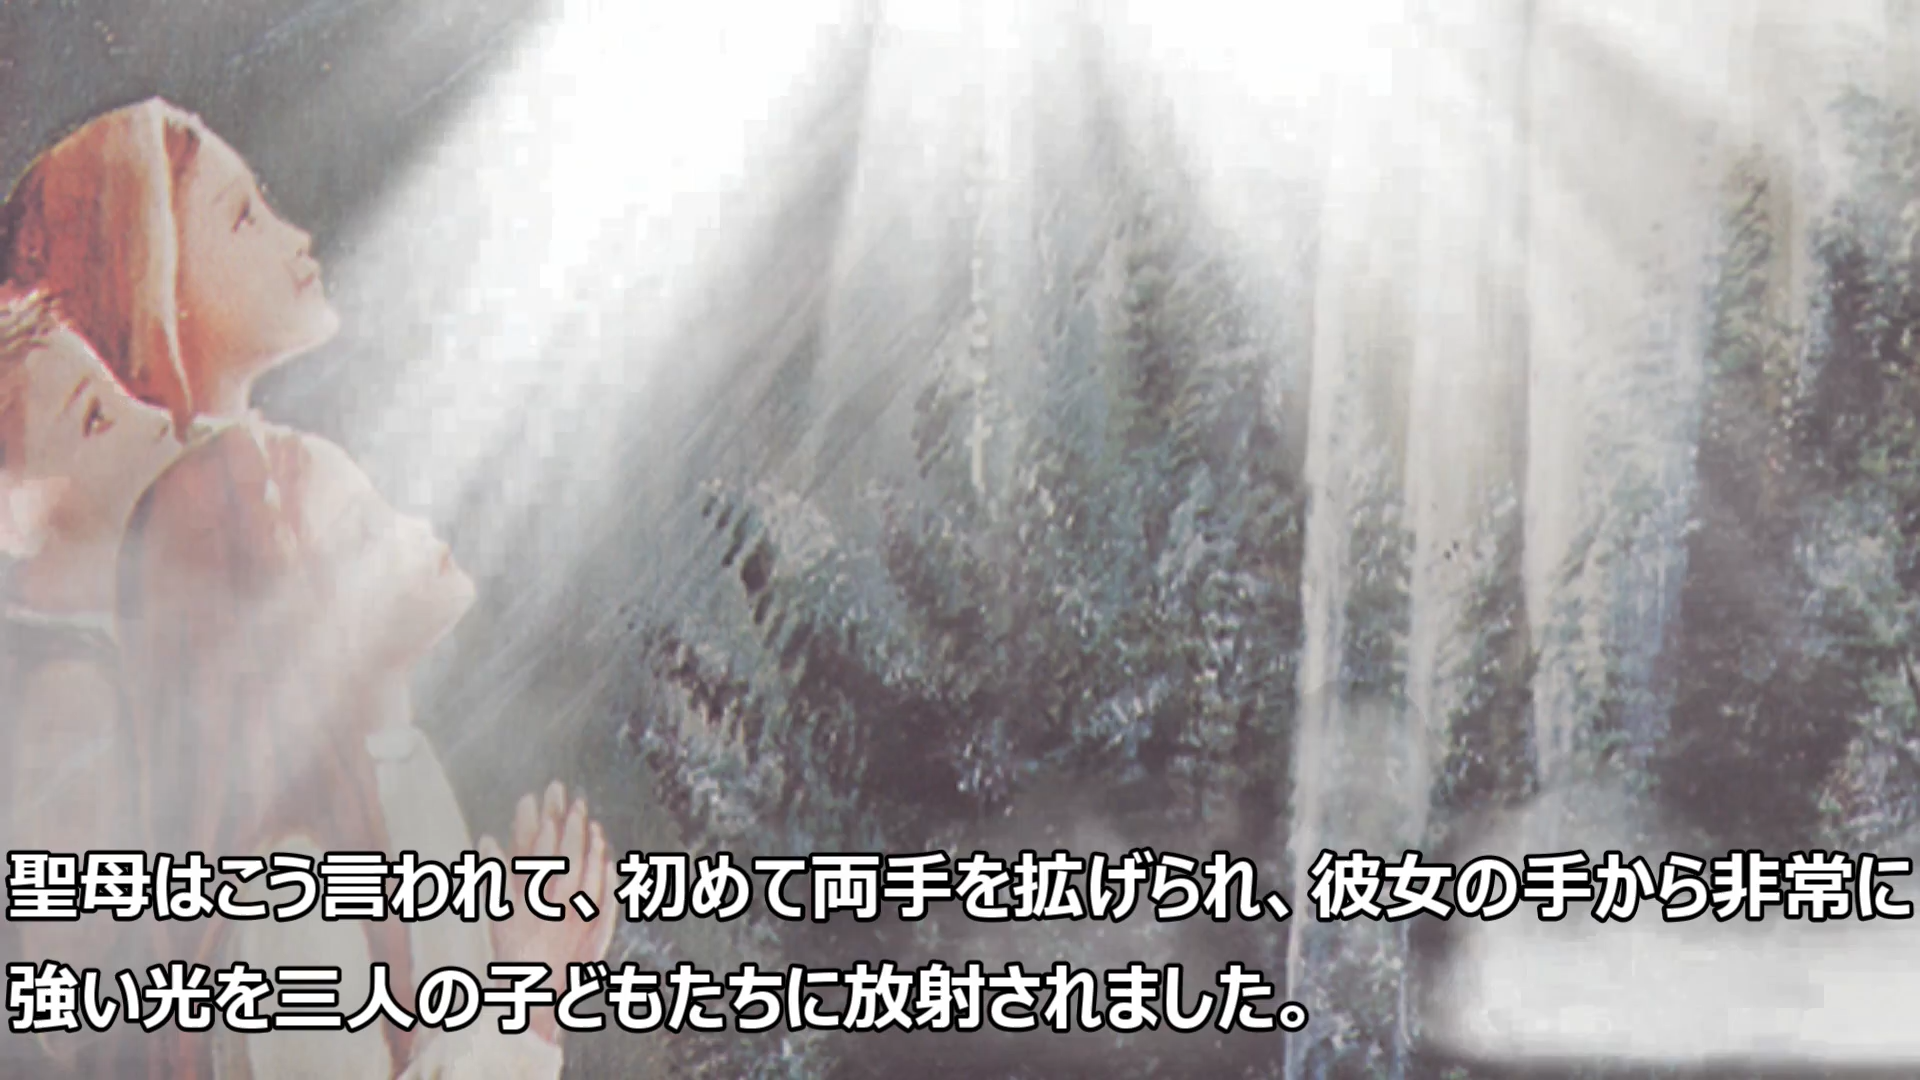 聖母はこう言われて、初めて両手を拡げられ、彼女の手から非常に
強い光を三人の子どもたちに放射されました。